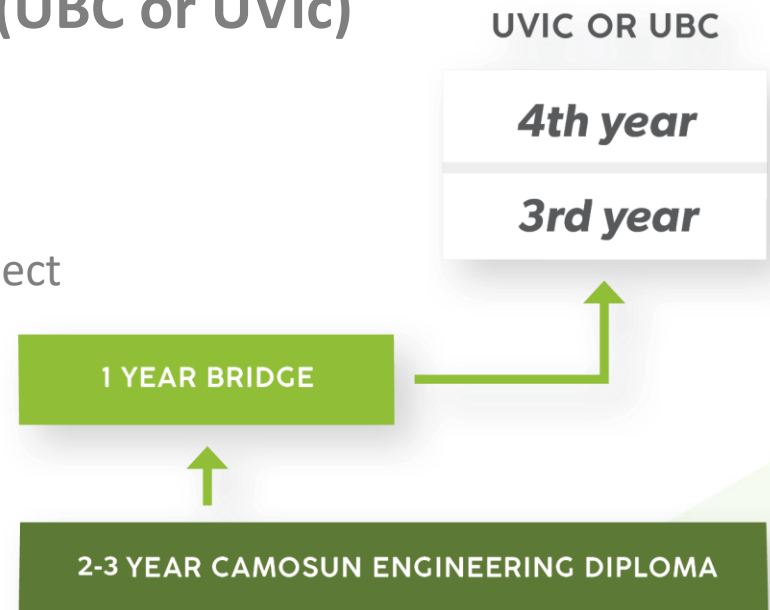 (UBC or UVic)
UVIC OR UBC
4th year
3rd year
ect
1 YEAR BRIDGE
2-3 YEAR CAMOSUN ENGINEERING DIPLOMA